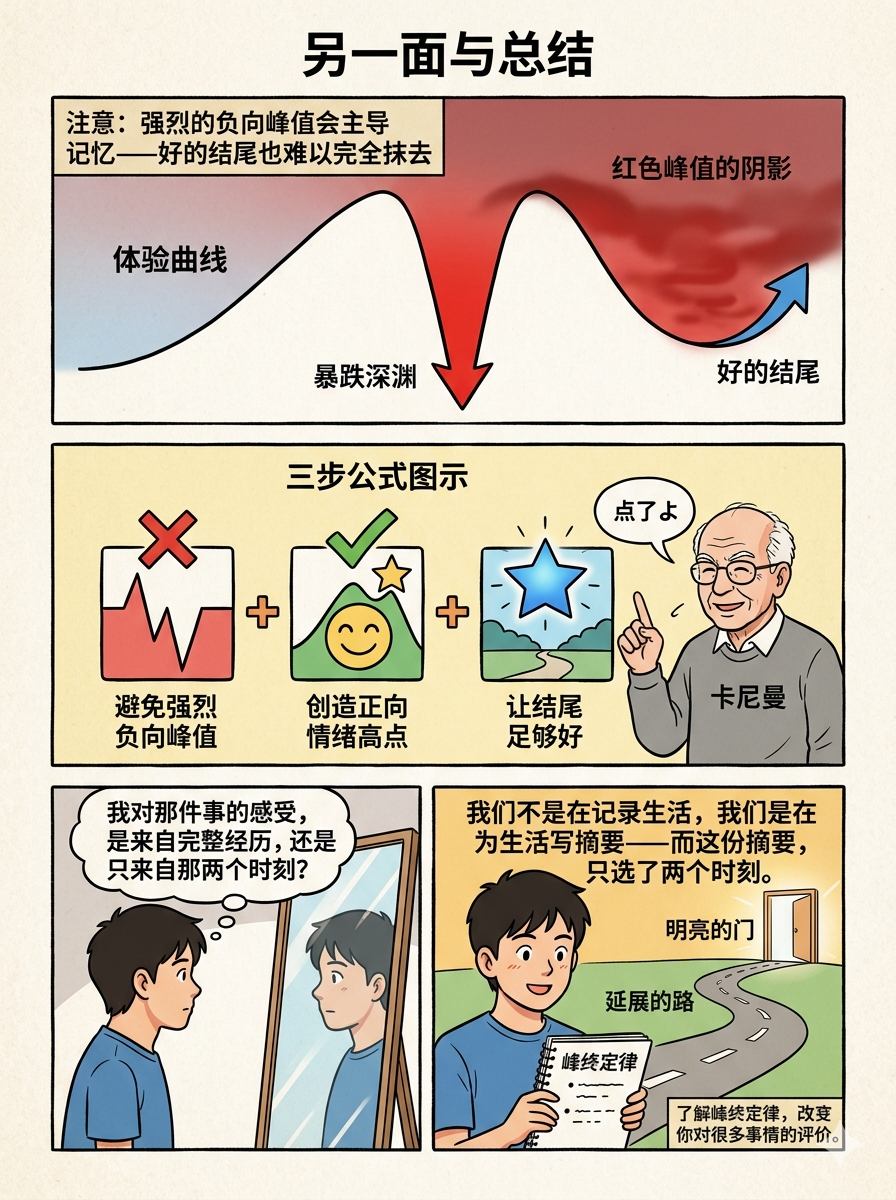 另一面与总结
注意：强烈的负向峰值会主导
记忆——好的结尾也难以完全抹去
红色峰值的阴影
体验曲线
暴跌深渊
好的结尾
三步公式图示
点了よ
避免强烈
负向峰值
创造正向
情绪高点
让结尾
足够好
卡尼曼
我对那件事的感受，
是来自完整经历，还是
只来自那两个时刻？
我们不是在记录生活，我们是在
为生活写摘要——而这份摘要，
只选了两个时刻。
明亮的门
延展的路
峰终定律
了解峰终定律，改变
你对很多事情的评价。